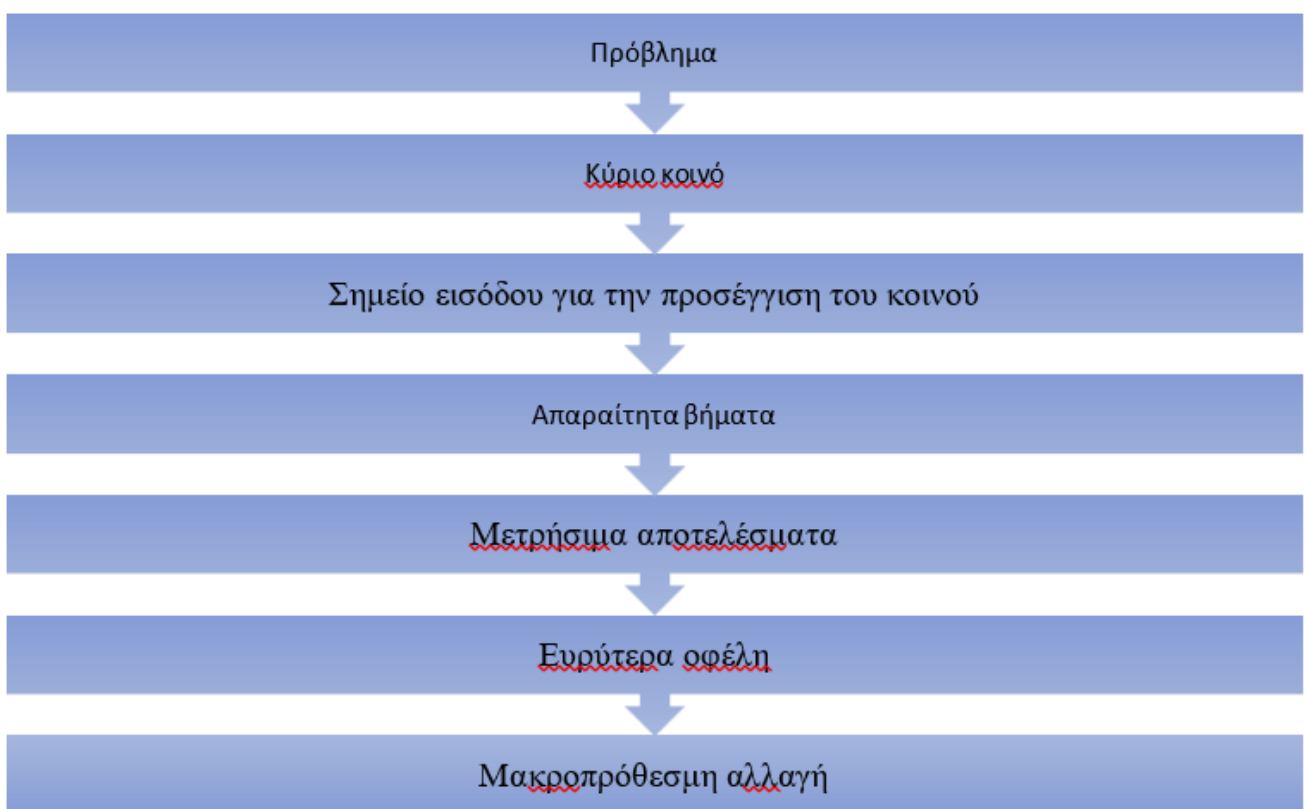 Πρόβλημα
Κύριο κοινό
Σημείο εισόδου για την προσέγγιση του κοινού
Απαραίτητα βήματα
Μετρήσιμα αποτελέσματα
Ευρύτερα οφέλη
Μακροπρόθεσμη αλλαγή